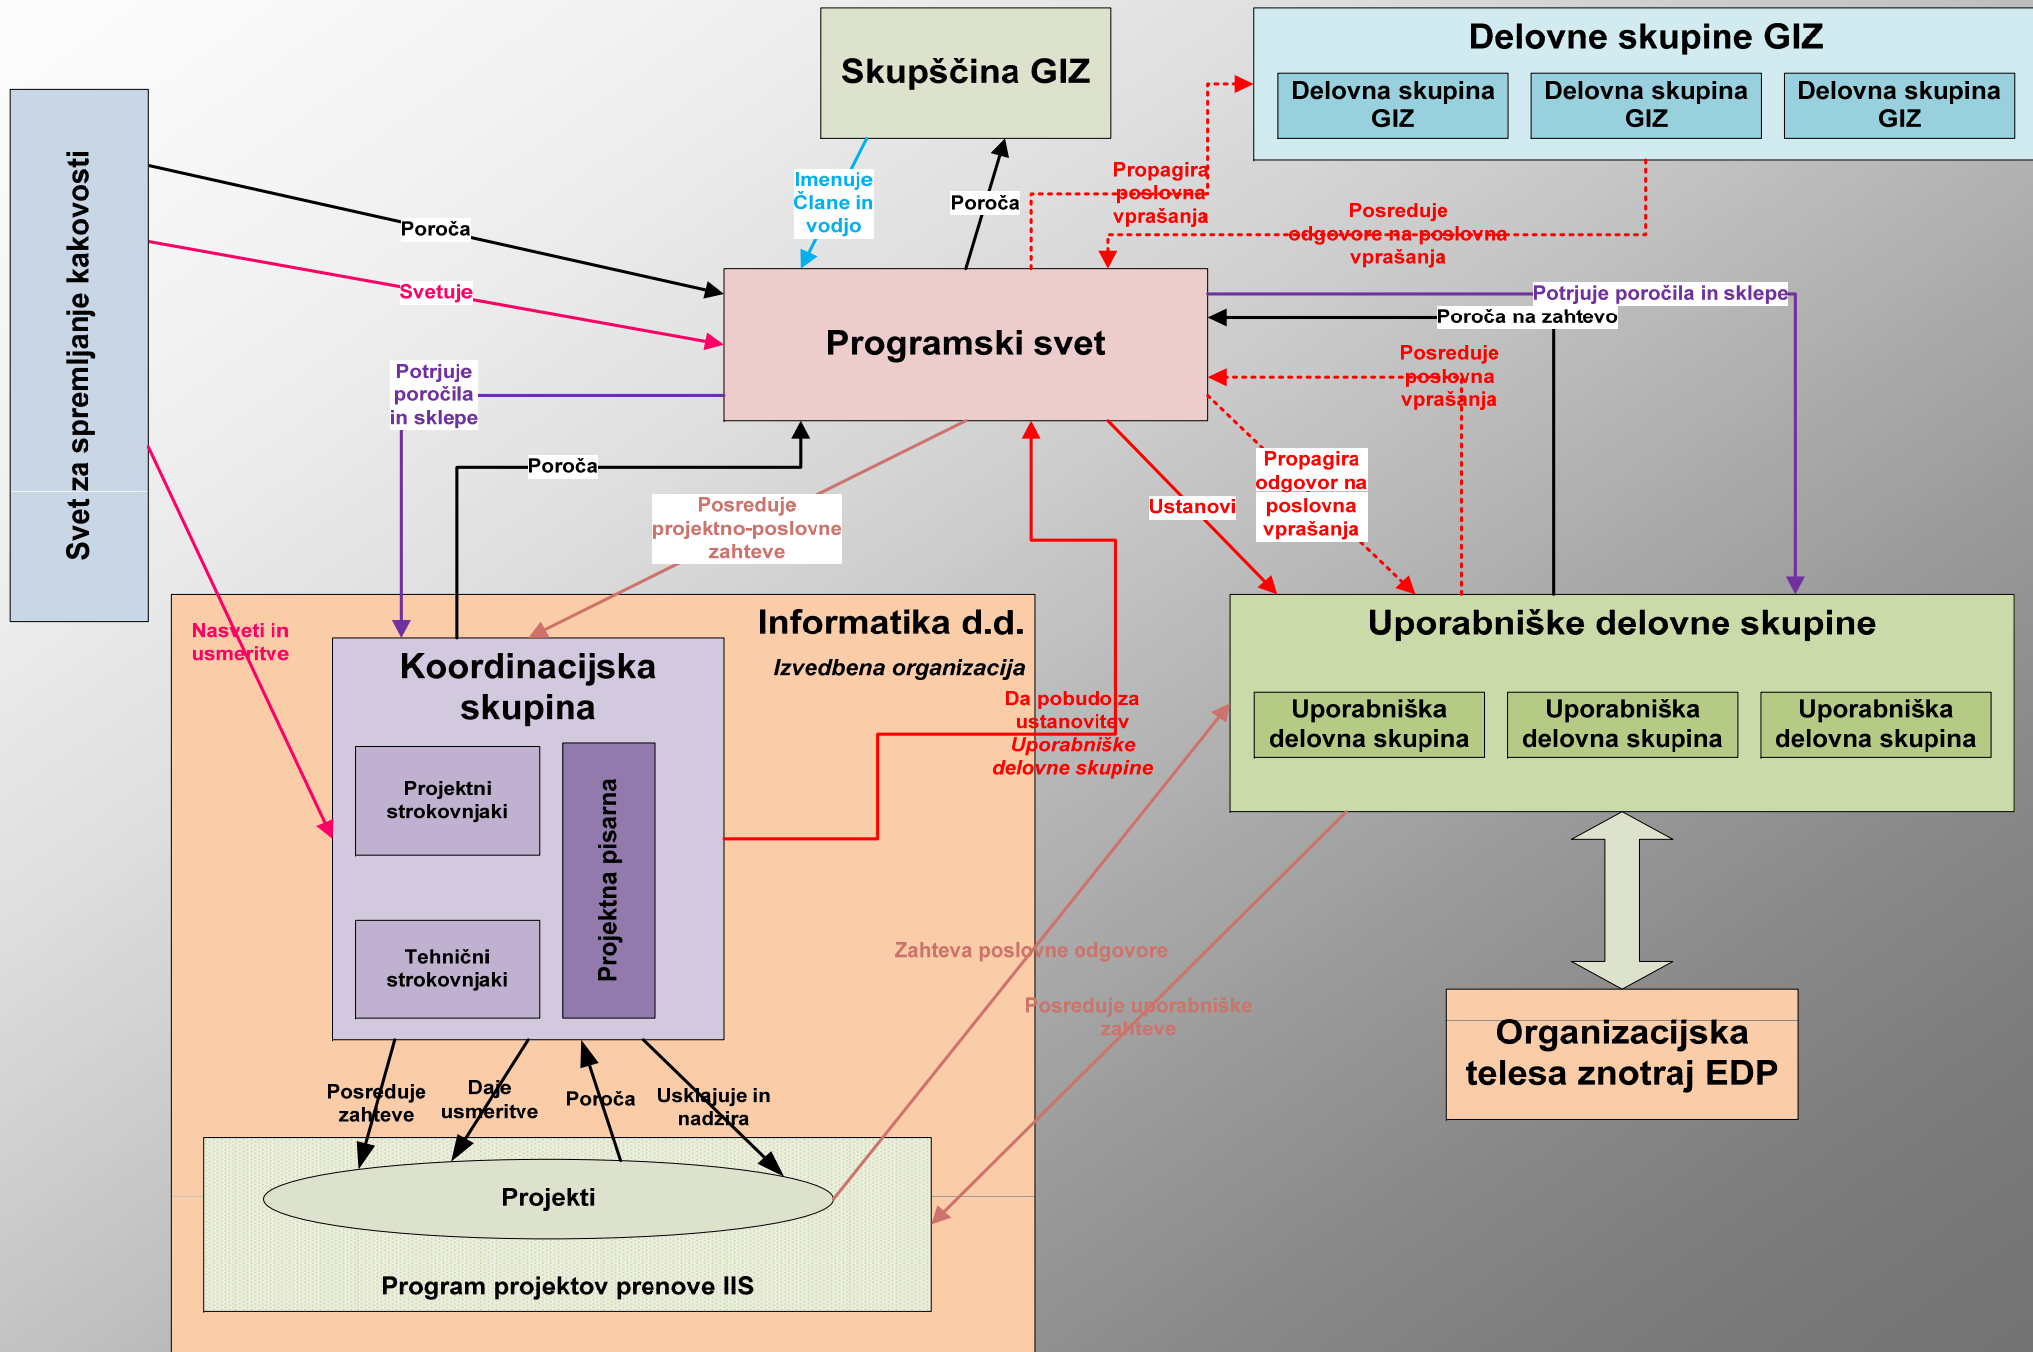 Skupščina GIZ
Delovne skupine GIZ
Delovna skupina
GIZ
Delovna skupina
GIZ
Delovna skupina
GIZ
Svet za spremljanje kakovosti
Imenuje
Člane in
vodjo
Poroča
Propagira
poslovna
vprašanja
Posreduje
odgovore na poslovna
vprašanja
Poroča
Svetuje
Programski svet
Potrjuje poročila in sklepe
Poroča na zahtevo
Posreduje
poslovna
vprašanja
Potrjuje
poročila
in sklepe
Poroča
Posreduje
projektno-poslovne
zahteve
Ustanovi
Propagira
odgovor na
poslovna
vprašanja
Nasveti in
usmeritve
Informatika d.d.
Izvedbena organizacija
Koordinacijska
skupina
Projektni
strokovnjaki
Tehnični
strokovnjaki
Projektna pisarna
Da pobudo za
ustanovitev
Uporabniške
delovne skupine
Uporabniške delovne skupine
Uporabniška
delovna skupina
Uporabniška
delovna skupina
Uporabniška
delovna skupina
Zahteva poslovne odgovore
Posreduje uporabniške
zahteve
Organizacijska
telesa znotraj EDP
Posreduje
zahteve
Daje
usmeritve
Poroča
Usklajuje in
nadzira
Projekti
Program projektov prenove IIS